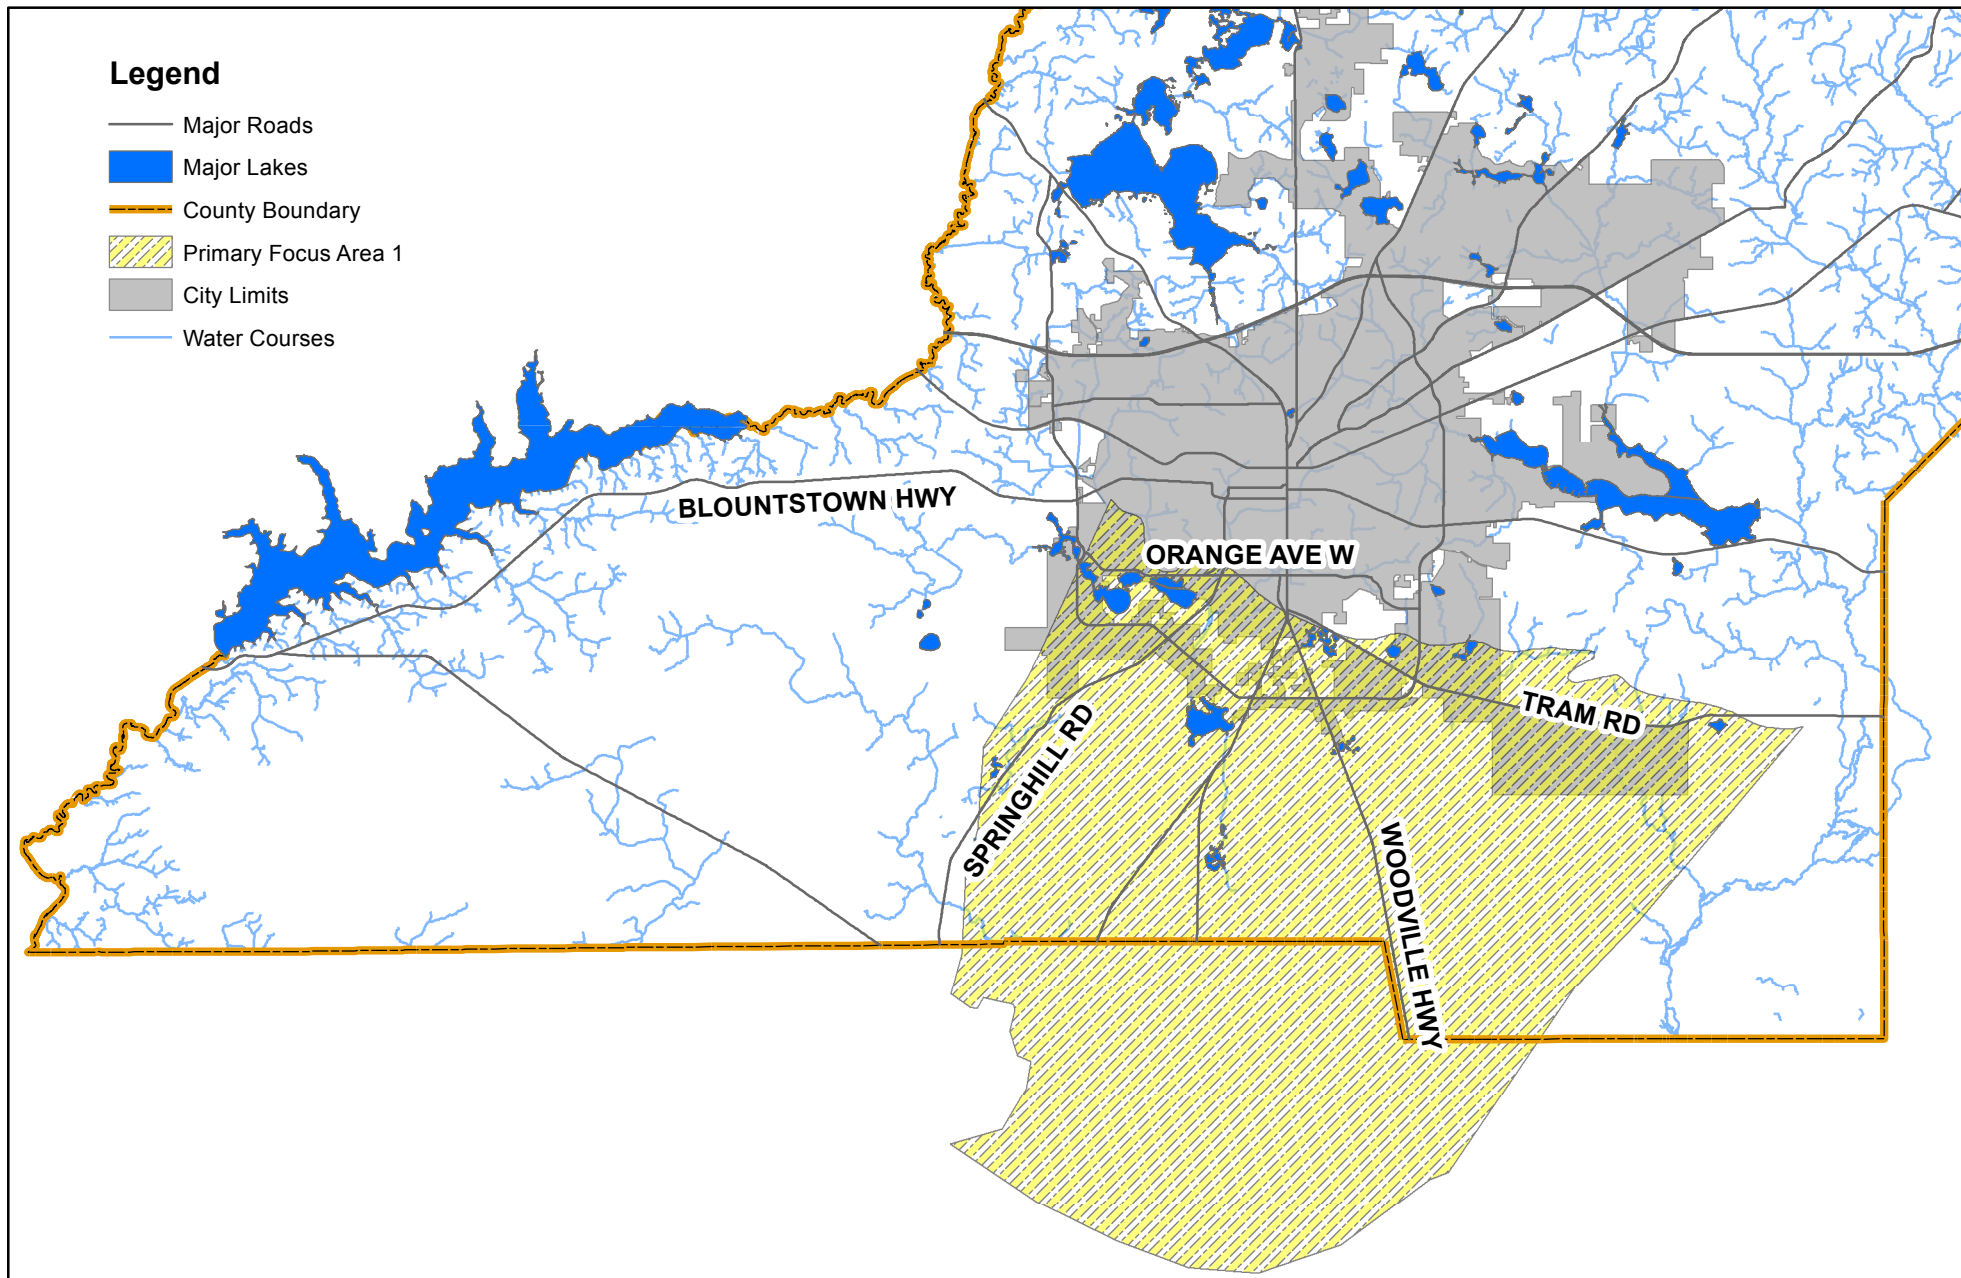 Legend
Major Roads
Major Lakes
County Boundary
Primary Focus Area 1
City Limits
Water Courses
BLOUNTSTOWN HWY
ORANGE AVE W
TRAM RD
SPRINGHILL RD
WOODVILLE HWY